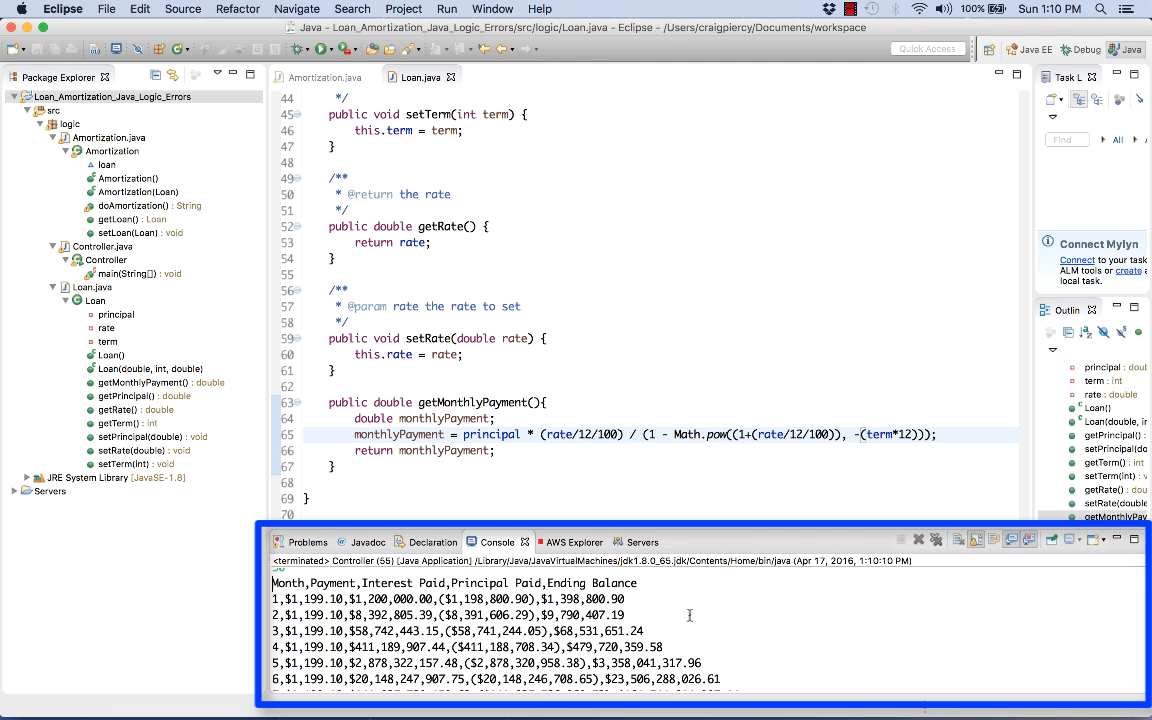 Eclipse File Edit Source Refactor Navigate Search Project Run Window Help 100% Sun 1:10 PM
Java - Loan_Amortization_Java_Logic_Errors/src/logic/Loan.java - Eclipse - /Users/craigpiercy/Documents/workspace
Quick Access Java EE Debug Java
Package Explorer
Loan_Amortization_Java_Logic_Errors
src
logic
Amortization.java
Amortization
loan
Amortization()
Amortization(Loan)
doAmortization() : String
getLoan() : Loan
setLoan(Loan) : void
Controller.java
Controller
main(String[]) : void
Loan.java
Loan
principal
rate
term
Loan()
Loan(double, int, double)
getMonthlyPayment() : double
getPrincipal() : double
getRate() : double
getTerm() : int
setPrincipal(double) : void
setRate(double) : void
setTerm(int) : void
JRE System Library [JavaSE-1.8]
Servers
Amortization.java Loan.java
44 */
45 public void setTerm(int term) {
46 this.term = term;
47 }
48
49 /**
50 * @return the rate
51 */
52 public double getRate() {
53 return rate;
54 }
55
56 /**
57 * @param rate the rate to set
58 */
59 public void setRate(double rate) {
60 this.rate = rate;
61 }
62
63 public double getMonthlyPayment(){
64 double monthlyPayment;
65 monthlyPayment = principal * (rate/12/100) / (1 - Math.pow((1+(rate/12/100)), -(term*12)));
66 return monthlyPayment;
67 }
68
69 }
70
Task L
Find All
Connect Mylyn
Connect to your task
ALM tools or create a
local task.
Outlin
principal : doul
term : int
rate : double
Loan()
Loan(double, i
getPrincipal() :
setPrincipal(do
getTerm() : int
setTerm(int) : v
getRate() : dou
setRate(double
getMonthlyPay
Problems Javadoc Declaration Console AWS Explorer Servers
<terminated> Controller (55) [Java Application] /Library/Java/JavaVirtualMachines/jdk1.8.0_65.jdk/Contents/Home/bin/java (Apr 17, 2016, 1:10:10 PM)
Month,Payment,Interest Paid,Principal Paid,Ending Balance
1,$1,199.10,$1,200,000.00,($1,198,800.90),$1,398,800.90
2,$1,199.10,$8,392,805.39,($8,391,606.29),$9,790,407.19
3,$1,199.10,$58,742,443.15,($58,741,244.05),$68,531,651.24
4,$1,199.10,$411,189,907.44,($411,188,708.34),$479,720,359.58
5,$1,199.10,$2,878,322,157.48,($2,878,320,958.38),$3,358,041,317.96
6,$1,199.10,$20,148,247,907.75,($20,148,246,708.65),$23,506,288,026.61